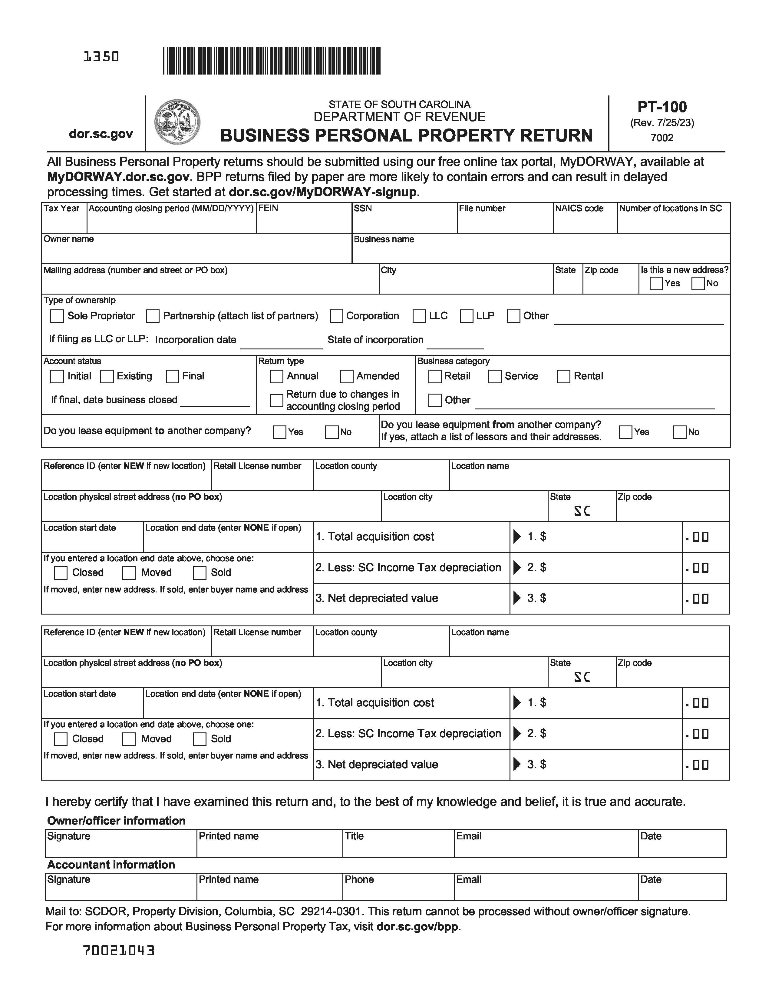 1350
dor.sc.gov
STATE OF SOUTH CAROLINA
DEPARTMENT OF REVENUE
BUSINESS PERSONAL PROPERTY RETURN
PT-100
(Rev. 7/25/23)
7002
All Business Personal Property returns should be submitted using our free online tax portal, MyDORWAY, available at
MyDORWAY.dor.sc.gov. BPP returns filed by paper are more likely to contain errors and can result in delayed
processing times. Get started at dor.sc.gov/MyDORWAY-signup.
Tax Year Accounting closing period (MM/DD/YYYY) FEIN SSN File number NAICS code Number of locations in SC
Owner name Business name
Mailing address (number and street or PO box) City State Zip code Is this a new address?
Yes No
Type of ownership
Sole Proprietor Partnership (attach list of partners) Corporation LLC LLP Other
If filing as LLC or LLP: Incorporation date State of incorporation
Account status Return type Business category
Initial Existing Final Annual Amended Retail Service Rental
If final, date business closed Return due to changes in
accounting closing period Other
Do you lease equipment to another company? Yes No
Do you lease equipment from another company?
If yes, attach a list of lessors and their addresses. Yes No
Reference ID (enter NEW if new location) Retail License number Location county Location name
Location physical street address (no PO box) Location city State Zip code
SC
Location start date Location end date (enter NONE if open)
1. Total acquisition cost 1. $ .00
If you entered a location end date above, choose one:
Closed Moved Sold
2. Less: SC Income Tax depreciation 2. $ .00
If moved, enter new address. If sold, enter buyer name and address
3. Net depreciated value 3. $ .00
Reference ID (enter NEW if new location) Retail License number Location county Location name
Location physical street address (no PO box) Location city State Zip code
SC
Location start date Location end date (enter NONE if open)
1. Total acquisition cost 1. $ .00
If you entered a location end date above, choose one:
Closed Moved Sold
2. Less: SC Income Tax depreciation 2. $ .00
If moved, enter new address. If sold, enter buyer name and address
3. Net depreciated value 3. $ .00
I hereby certify that I have examined this return and, to the best of my knowledge and belief, it is true and accurate.
Owner/officer information
Signature Printed name Title Email Date
Accountant information
Signature Printed name Phone Email Date
Mail to: SCDOR, Property Division, Columbia, SC 29214-0301. This return cannot be processed without owner/officer signature.
For more information about Business Personal Property Tax, visit dor.sc.gov/bpp.
70021043